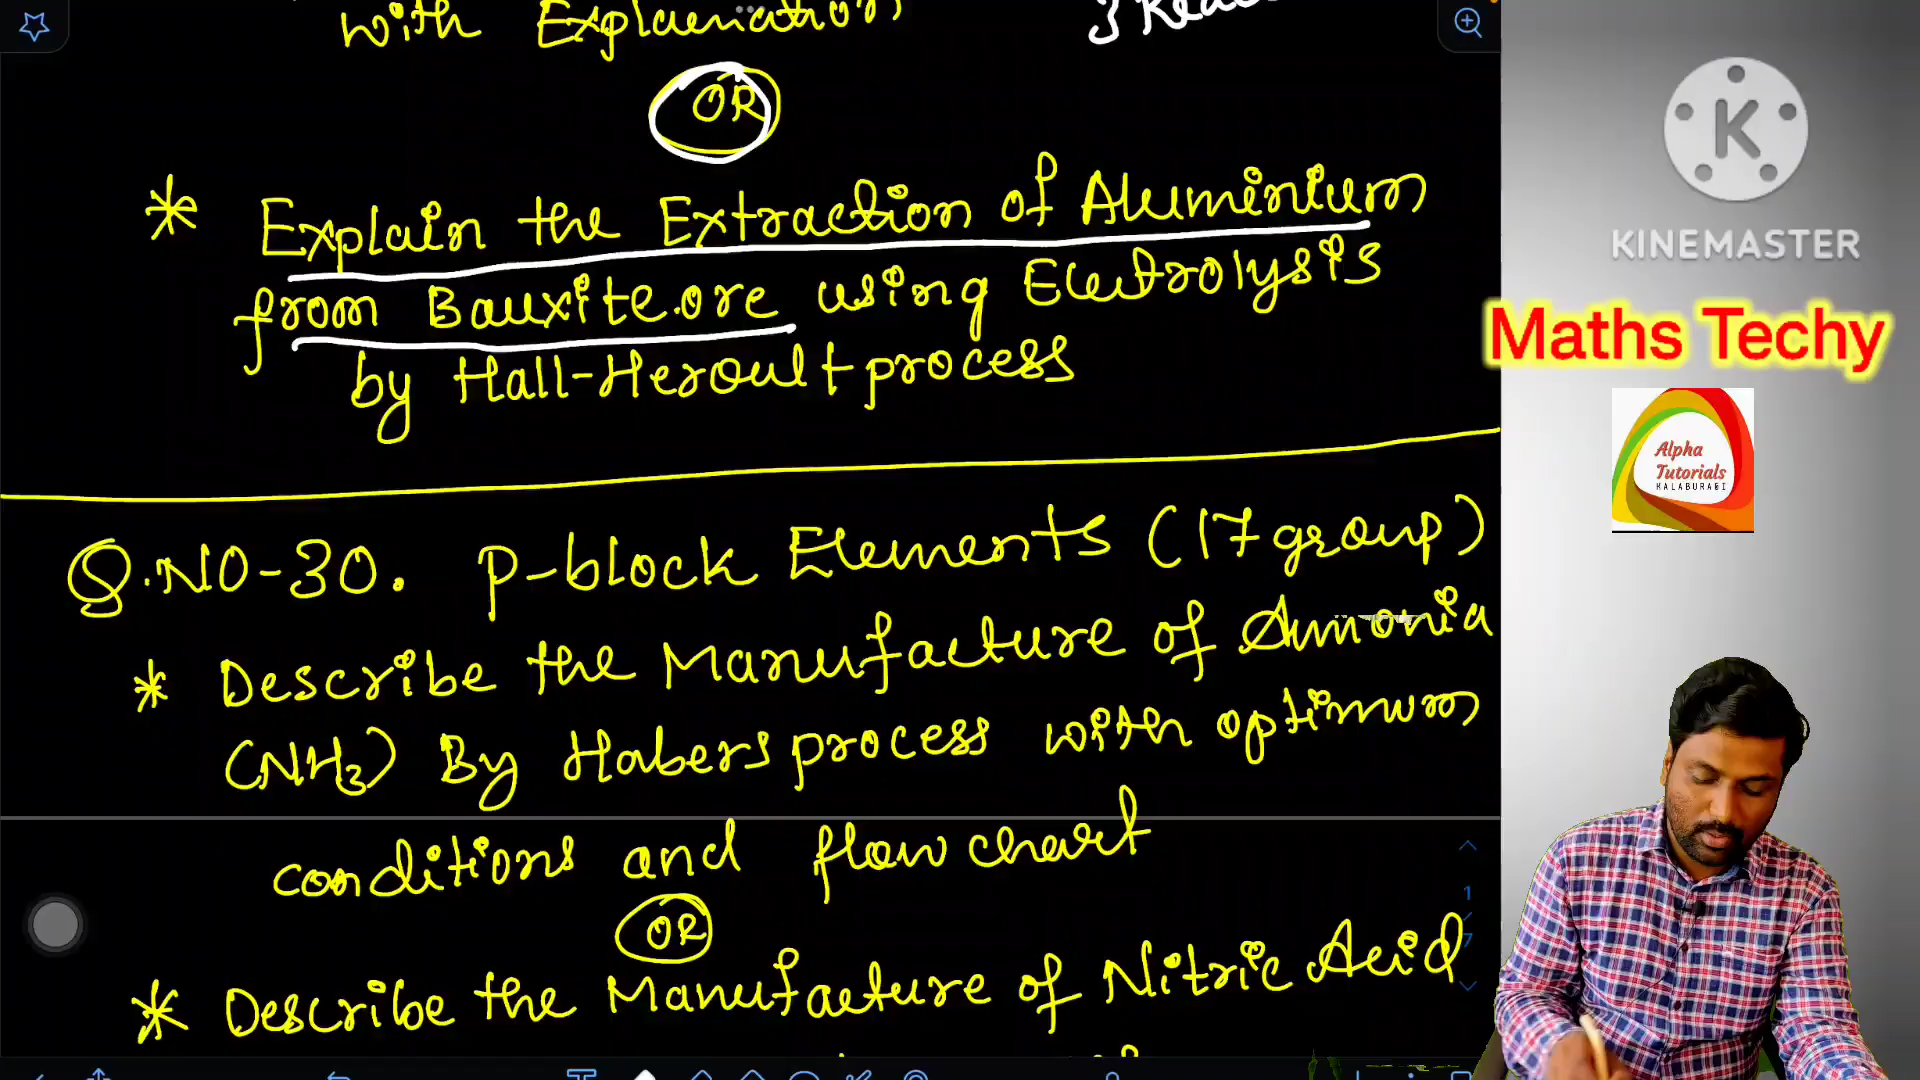 with Explanation
OR
* Explain the Extraction of Aluminium
from Bauxite.ore using Electrolysis
by Hall-Heroult process
Q.NO-30. P-block Elements (17 group)
* Describe the Manufacture of Ammonia
(NH3) By Habers process with optimum
conditions and flow chart
OR
* Describe the Manufacture of Nitric Acid
KINEMASTER
Maths Techy
Alpha
Tutorials
KALABURAGI
1
7